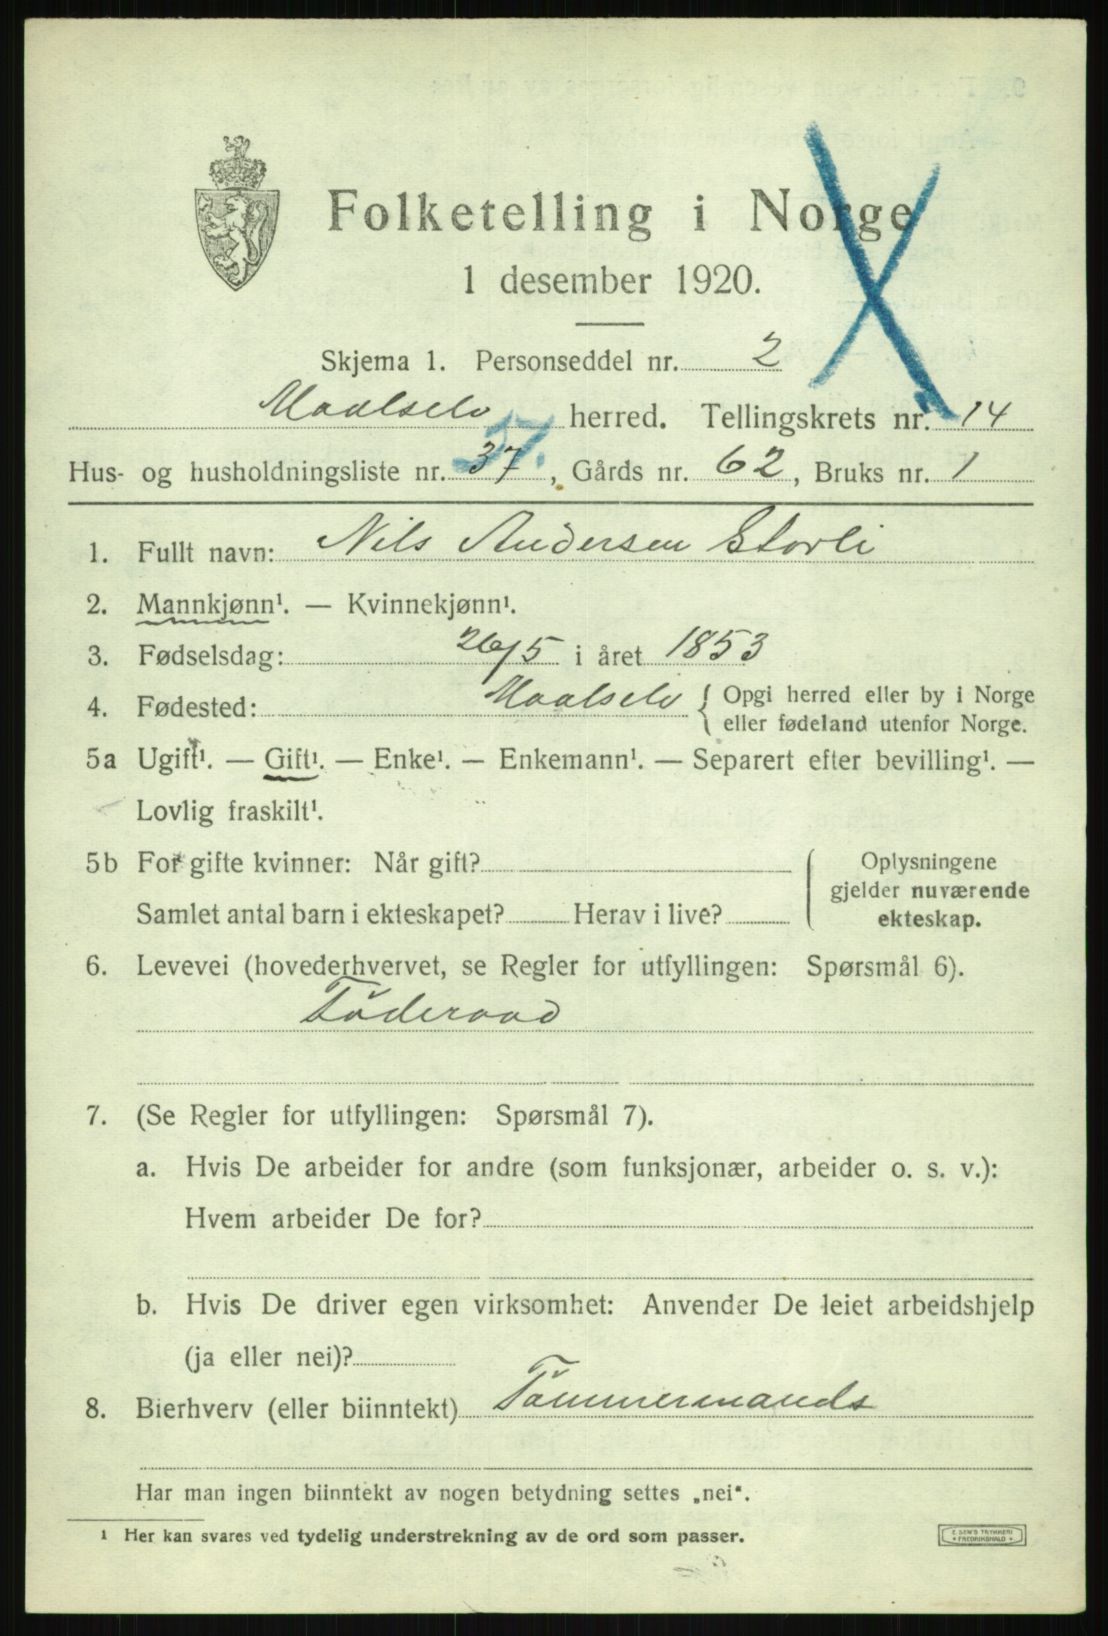 Folketelling i Norge
1 desember 1920.
Skjema 1. Personseddel nr. 2
Maalselv herred. Tellingskrets nr. 14
37.
Hus- og husholdningsliste nr. 37, Gårds nr. 62, Bruks nr. 1
1. Fullt navn: Nils Andersen Storli
2. Mannkjønn¹. — Kvinnekjønn¹.
3. Fødselsdag: 26/5 i året 1853
4. Fødested: Maalselv { Opgi herred eller by i Norge
eller fødeland utenfor Norge.
5a Ugift¹. — Gift¹. — Enke¹. — Enkemann¹. — Separert efter bevilling¹. —
Lovlig fraskilt¹.
5b For gifte kvinner: Når gift?
Samlet antal barn i ekteskapet? Herav i live?
Oplysningene
gjelder nuværende
ekteskap.
6. Levevei (hovederhvervet, se Regler for utfyllingen: Spørsmål 6).
Føderaad
7. (Se Regler for utfyllingen: Spørsmål 7).
a. Hvis De arbeider for andre (som funksjonær, arbeider o. s. v.):
Hvem arbeider De for?
b. Hvis De driver egen virksomhet: Anvender De leiet arbeidshjelp
(ja eller nei)?
8. Bierhverv (eller biinntekt) Tømmermands
Har man ingen biinntekt av nogen betydning settes „nei“.
¹ Her kan svares ved tydelig understrekning av de ord som passer.
E. SEM'S TRYKKERI
FREDRIKSHALD